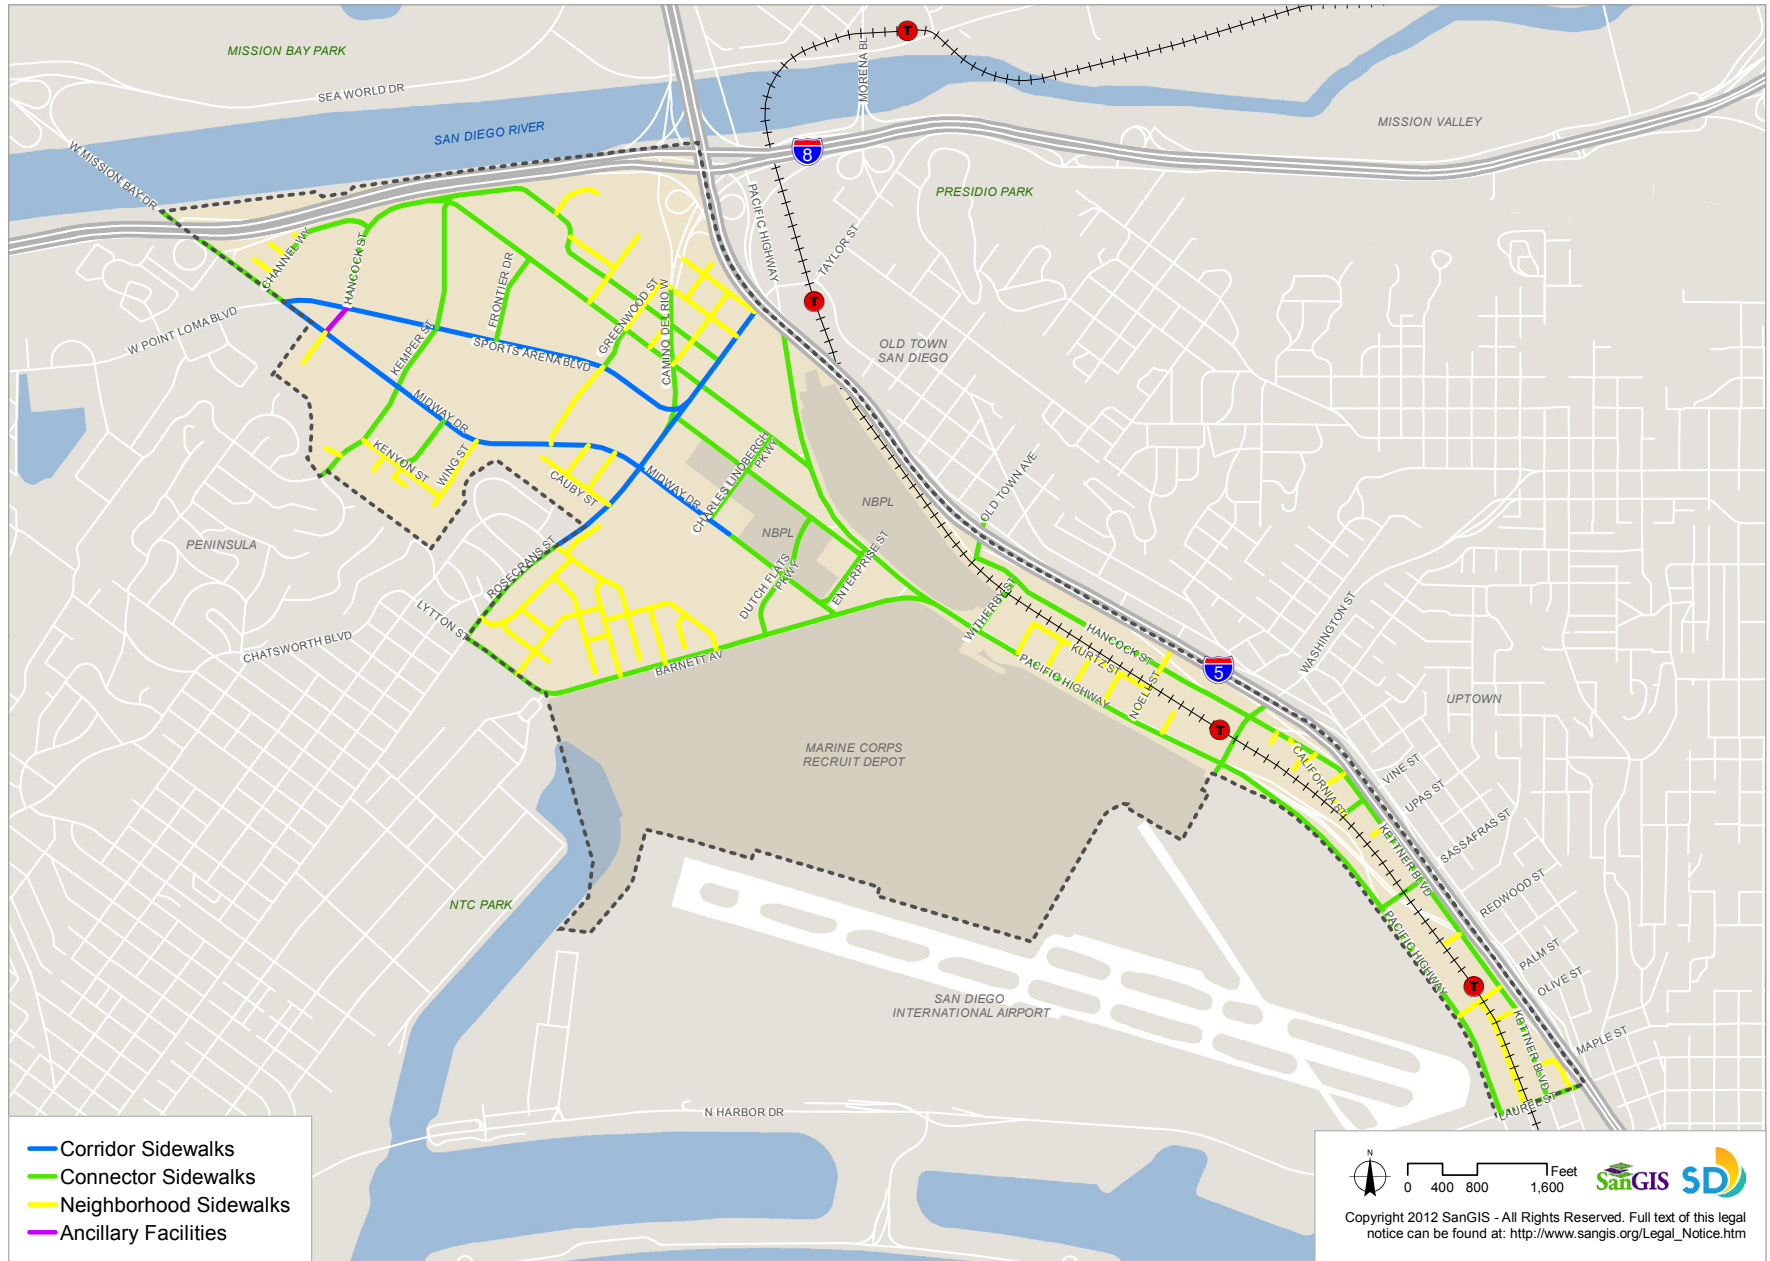 MISSION BAY PARK
SEA WORLD DR
SAN DIEGO RIVER
W MISSION BAY DR
MORENA BL
T
8
MISSION VALLEY
PRESIDIO PARK
PACIFIC HIGHWAY
TAYLOR ST
T
OLD TOWN
SAN DIEGO
CHANNEL WY
HANCOCK ST
FRONTIER DR
GREENWOOD ST
CAMINO DEL RIO W
W POINT LOMA BLVD
KEMPER ST
SPORTS ARENA BLVD
MIDWAY DR
KENYON ST
WING ST
CAUBY ST
MIDWAY DR
CHARLES LINDBERGH
PKWY
NBPL
NBPL
OLD TOWN AVE
PENINSULA
ROSECRANS ST
LYTTON ST
CHATSWORTH BLVD
DUTCH FLATS
PKWY
ENTERPRISE ST
BARNETT AV
WITHERBY ST
HANCOCK ST
KURTZ ST
PACIFIC HIGHWAY
NOELL ST
WASHINGTON ST
5
UPTOWN
T
MARINE CORPS
RECRUIT DEPOT
CALIFORNIA ST
VINE ST
UPAS ST
SASSAFRAS ST
KETTNER BLVD
REDWOOD ST
PALM ST
OLIVE ST
PACIFIC HIGHWAY
T
KETTNER BLVD
MAPLE ST
LAUREL ST
NTC PARK
SAN DIEGO
INTERNATIONAL AIRPORT
N HARBOR DR
Corridor Sidewalks
Connector Sidewalks
Neighborhood Sidewalks
Ancillary Facilities
N
Feet
0 400 800 1,600
SanGIS
SD
Copyright 2012 SanGIS - All Rights Reserved. Full text of this legal
notice can be found at: http://www.sangis.org/Legal_Notice.htm